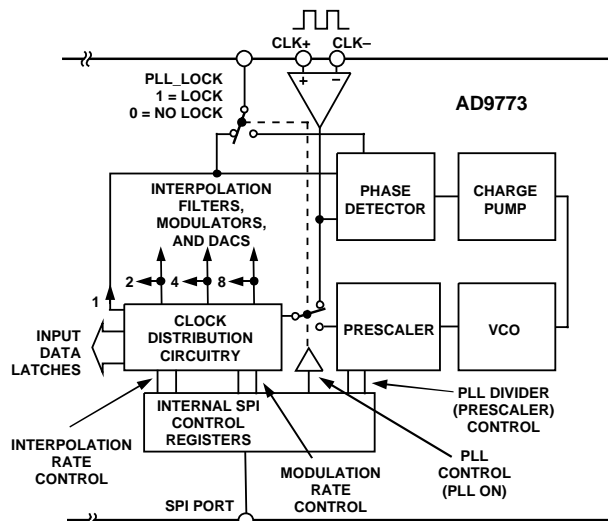 CLK+ CLK–
PLL_LOCK
1 = LOCK
0 = NO LOCK
+ –
AD9773
INTERPOLATION
FILTERS,
MODULATORS,
AND DACS
PHASE
DETECTOR
CHARGE
PUMP
2 4 8
1
CLOCK
DISTRIBUTION
CIRCUITRY
PRESCALER
VCO
INPUT
DATA
LATCHES
INTERNAL SPI
CONTROL
REGISTERS
PLL DIVIDER
(PRESCALER)
CONTROL
INTERPOLATION
RATE
CONTROL
MODULATION
RATE
CONTROL
PLL
CONTROL
(PLL ON)
SPI PORT